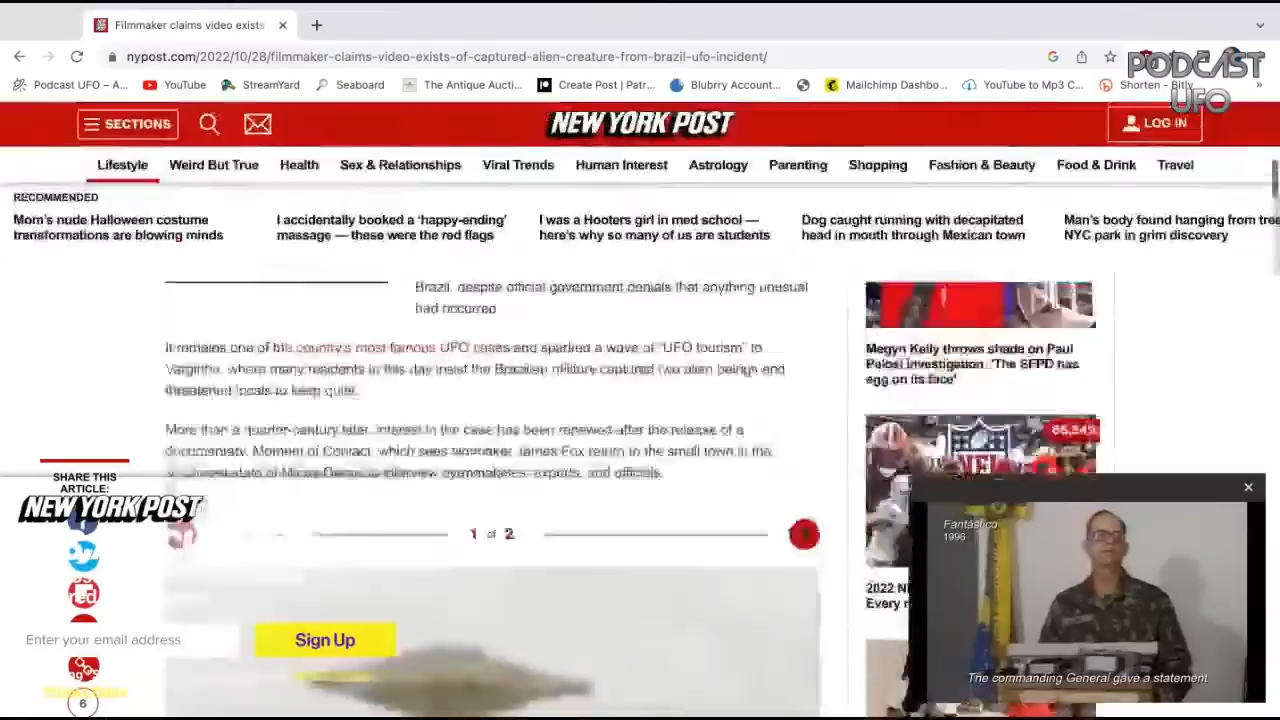 Filmmaker claims video exists
nypost.com/2022/10/28/filmmaker-claims-video-exists-of-captured-alien-creature-from-brazil-ufo-incident/
PODCAST
UFO
Podcast UFO – A...
YouTube
StreamYard
Seaboard
The Antique Aucti...
Create Post | Patr...
Blubrry Account...
Mailchimp Dashbo...
YouTube to Mp3 C...
Shorten - Bitly
SECTIONS
NEW YORK POST
LOG IN
Lifestyle
Weird But True
Health
Sex & Relationships
Viral Trends
Human Interest
Astrology
Parenting
Shopping
Fashion & Beauty
Food & Drink
Travel
RECOMMENDED
Mom's nude Halloween costume
transformations are blowing minds
I accidentally booked a 'happy-ending'
massage — these were the red flags
I was a Hooters girl in med school —
here's why so many of us are students
Dog caught running with decapitated
head in mouth through Mexican town
Man's body found hanging from tree
NYC park in grim discovery
Brazil, despite official government denials that anything unusual
had occurred
It remains one of the country's most famous UFO cases and sparked a wave of "UFO tourism" to
Varginha, where many residents to this day insist the Brazilian military captured two alien beings and
threatened locals to keep quiet.
More than a quarter-century later, interest in the case has been renewed after the release of a
documentary, Moment of Contact, which sees filmmaker James Fox return to the small town in the
interview eyewitnesses, experts, and officials.
1 of 2
Megyn Kelly throws shade on Paul
Pelosi investigation: 'The SFPD has
egg on its face'
85,549
NFL
2022 N
Every
SHARE THIS
ARTICLE:
NEW YORK POST
Enter your email address
Sign Up
6
Fantástico
1996
The commanding General gave a statement